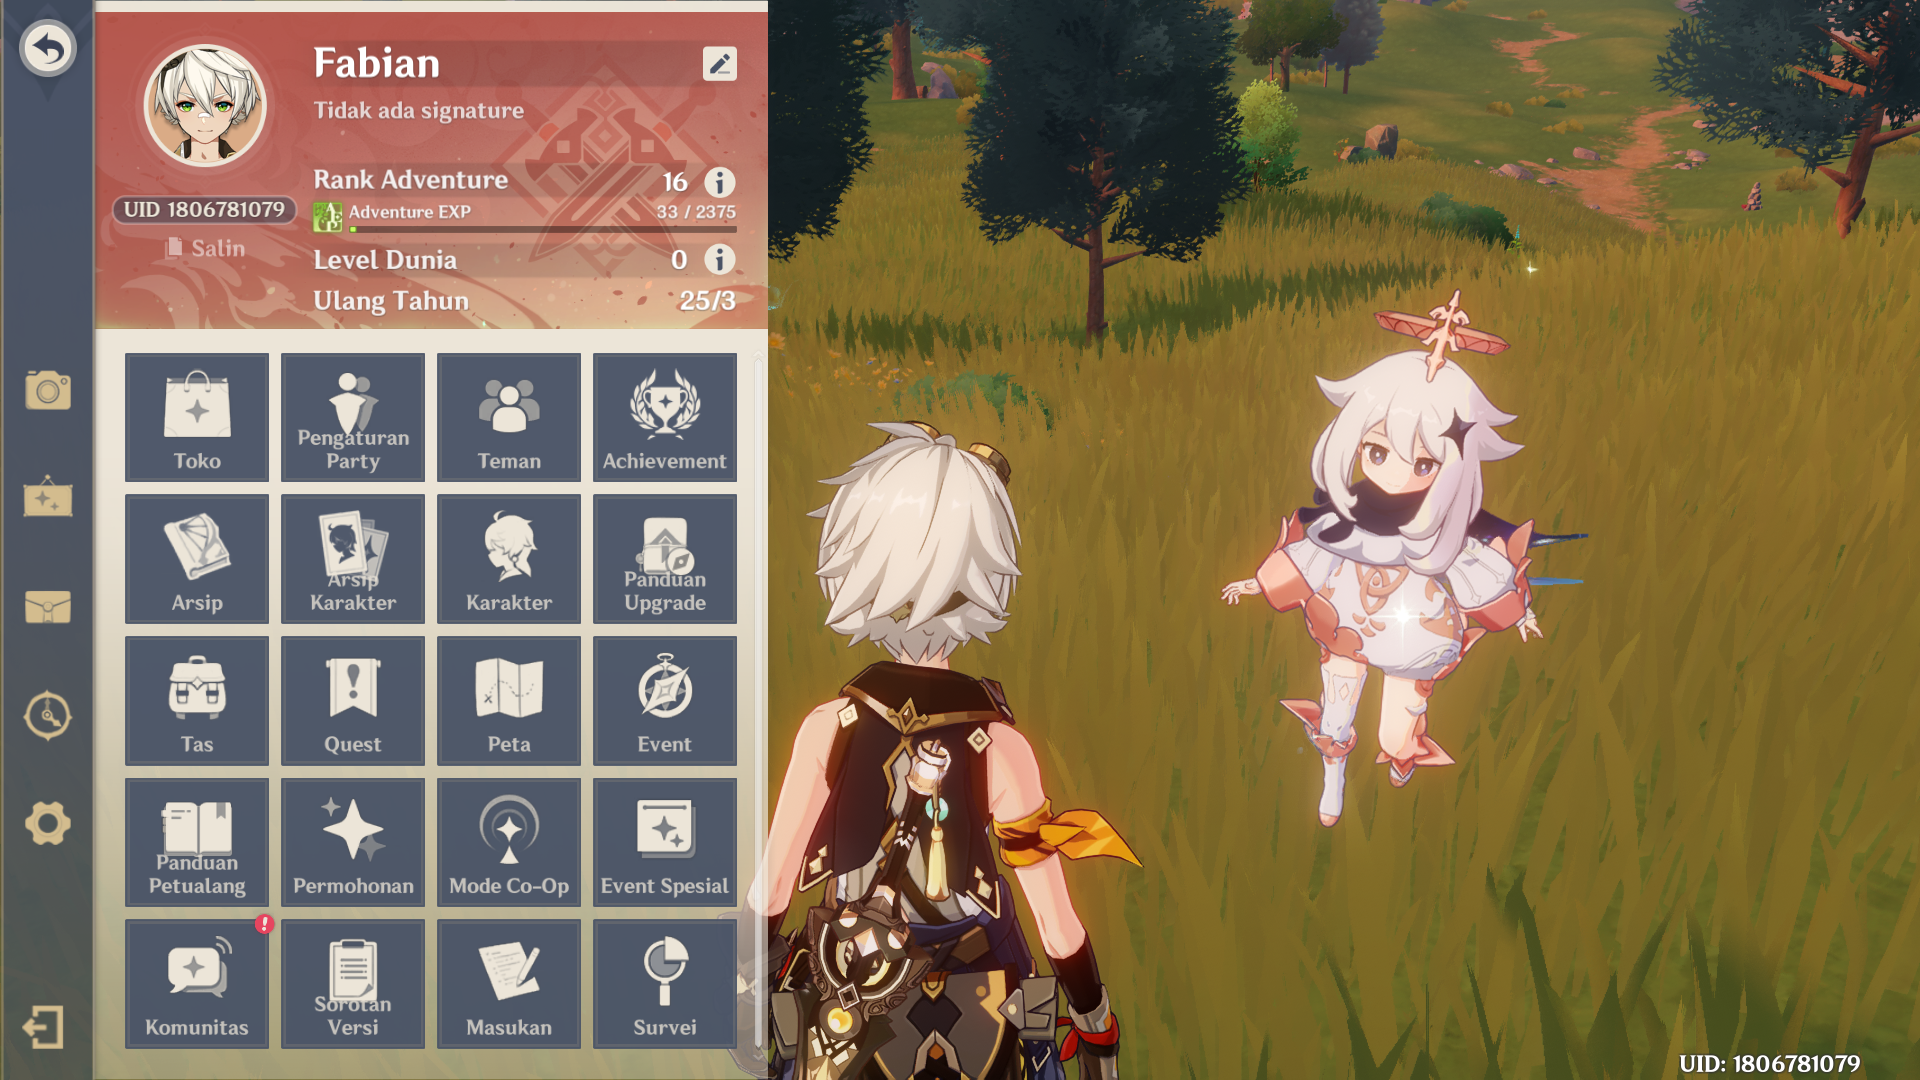 Fabian
Tidak ada signature
Rank Adventure 16
UID 1806781079
Adventure EXP 33 / 2375
Salin
Level Dunia 0
Ulang Tahun 25/3
Toko
Pengaturan
Party
Teman
Achievement
Arsip
Arsip
Karakter
Karakter
Panduan
Upgrade
Tas
Quest
Peta
Event
Panduan
Petualang
Permohonan
Mode Co-Op
Event Spesial
Komunitas
Sorotan
Versi
Masukan
Survei
UID: 1806781079